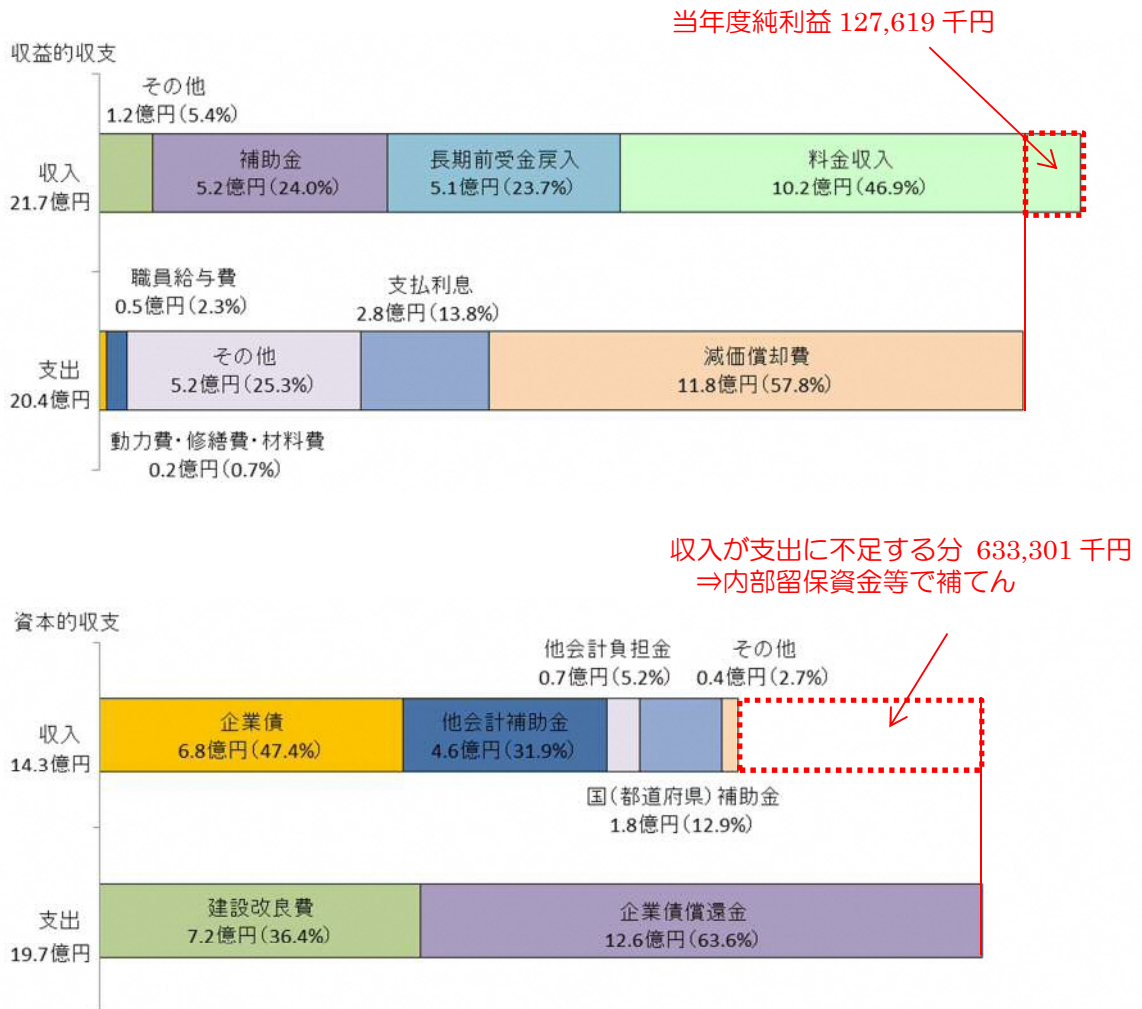 当年度純利益 127,619 千円
収益的収支
その他
1.2億円(5.4%)
収入
21.7億円
補助金
5.2億円(24.0%)
長期前受金戻入
5.1億円(23.7%)
料金収入
10.2億円(46.9%)
職員給与費
0.5億円(2.3%)
支払利息
2.8億円(13.8%)
支出
20.4億円
その他
5.2億円(25.3%)
減価償却費
11.8億円(57.8%)
動力費・修繕費・材料費
0.2億円(0.7%)
収入が支出に不足する分 633,301 千円
⇒内部留保資金等で補てん
資本的収支
他会計負担金
0.7億円(5.2%)
その他
0.4億円(2.7%)
収入
14.3億円
企業債
6.8億円(47.4%)
他会計補助金
4.6億円(31.9%)
国(都道府県)補助金
1.8億円(12.9%)
支出
19.7億円
建設改良費
7.2億円(36.4%)
企業債償還金
12.6億円(63.6%)